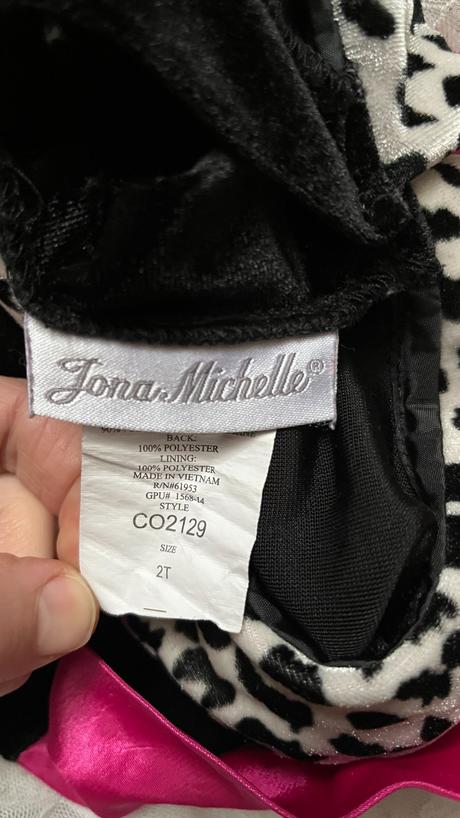 Jona Michelle®
BACK:
100% POLYESTER
LINING:
100% POLYESTER
MADE IN VIETNAM
R/N#61953
GPU# 1568-14
STYLE
CO2129
SIZE
2T